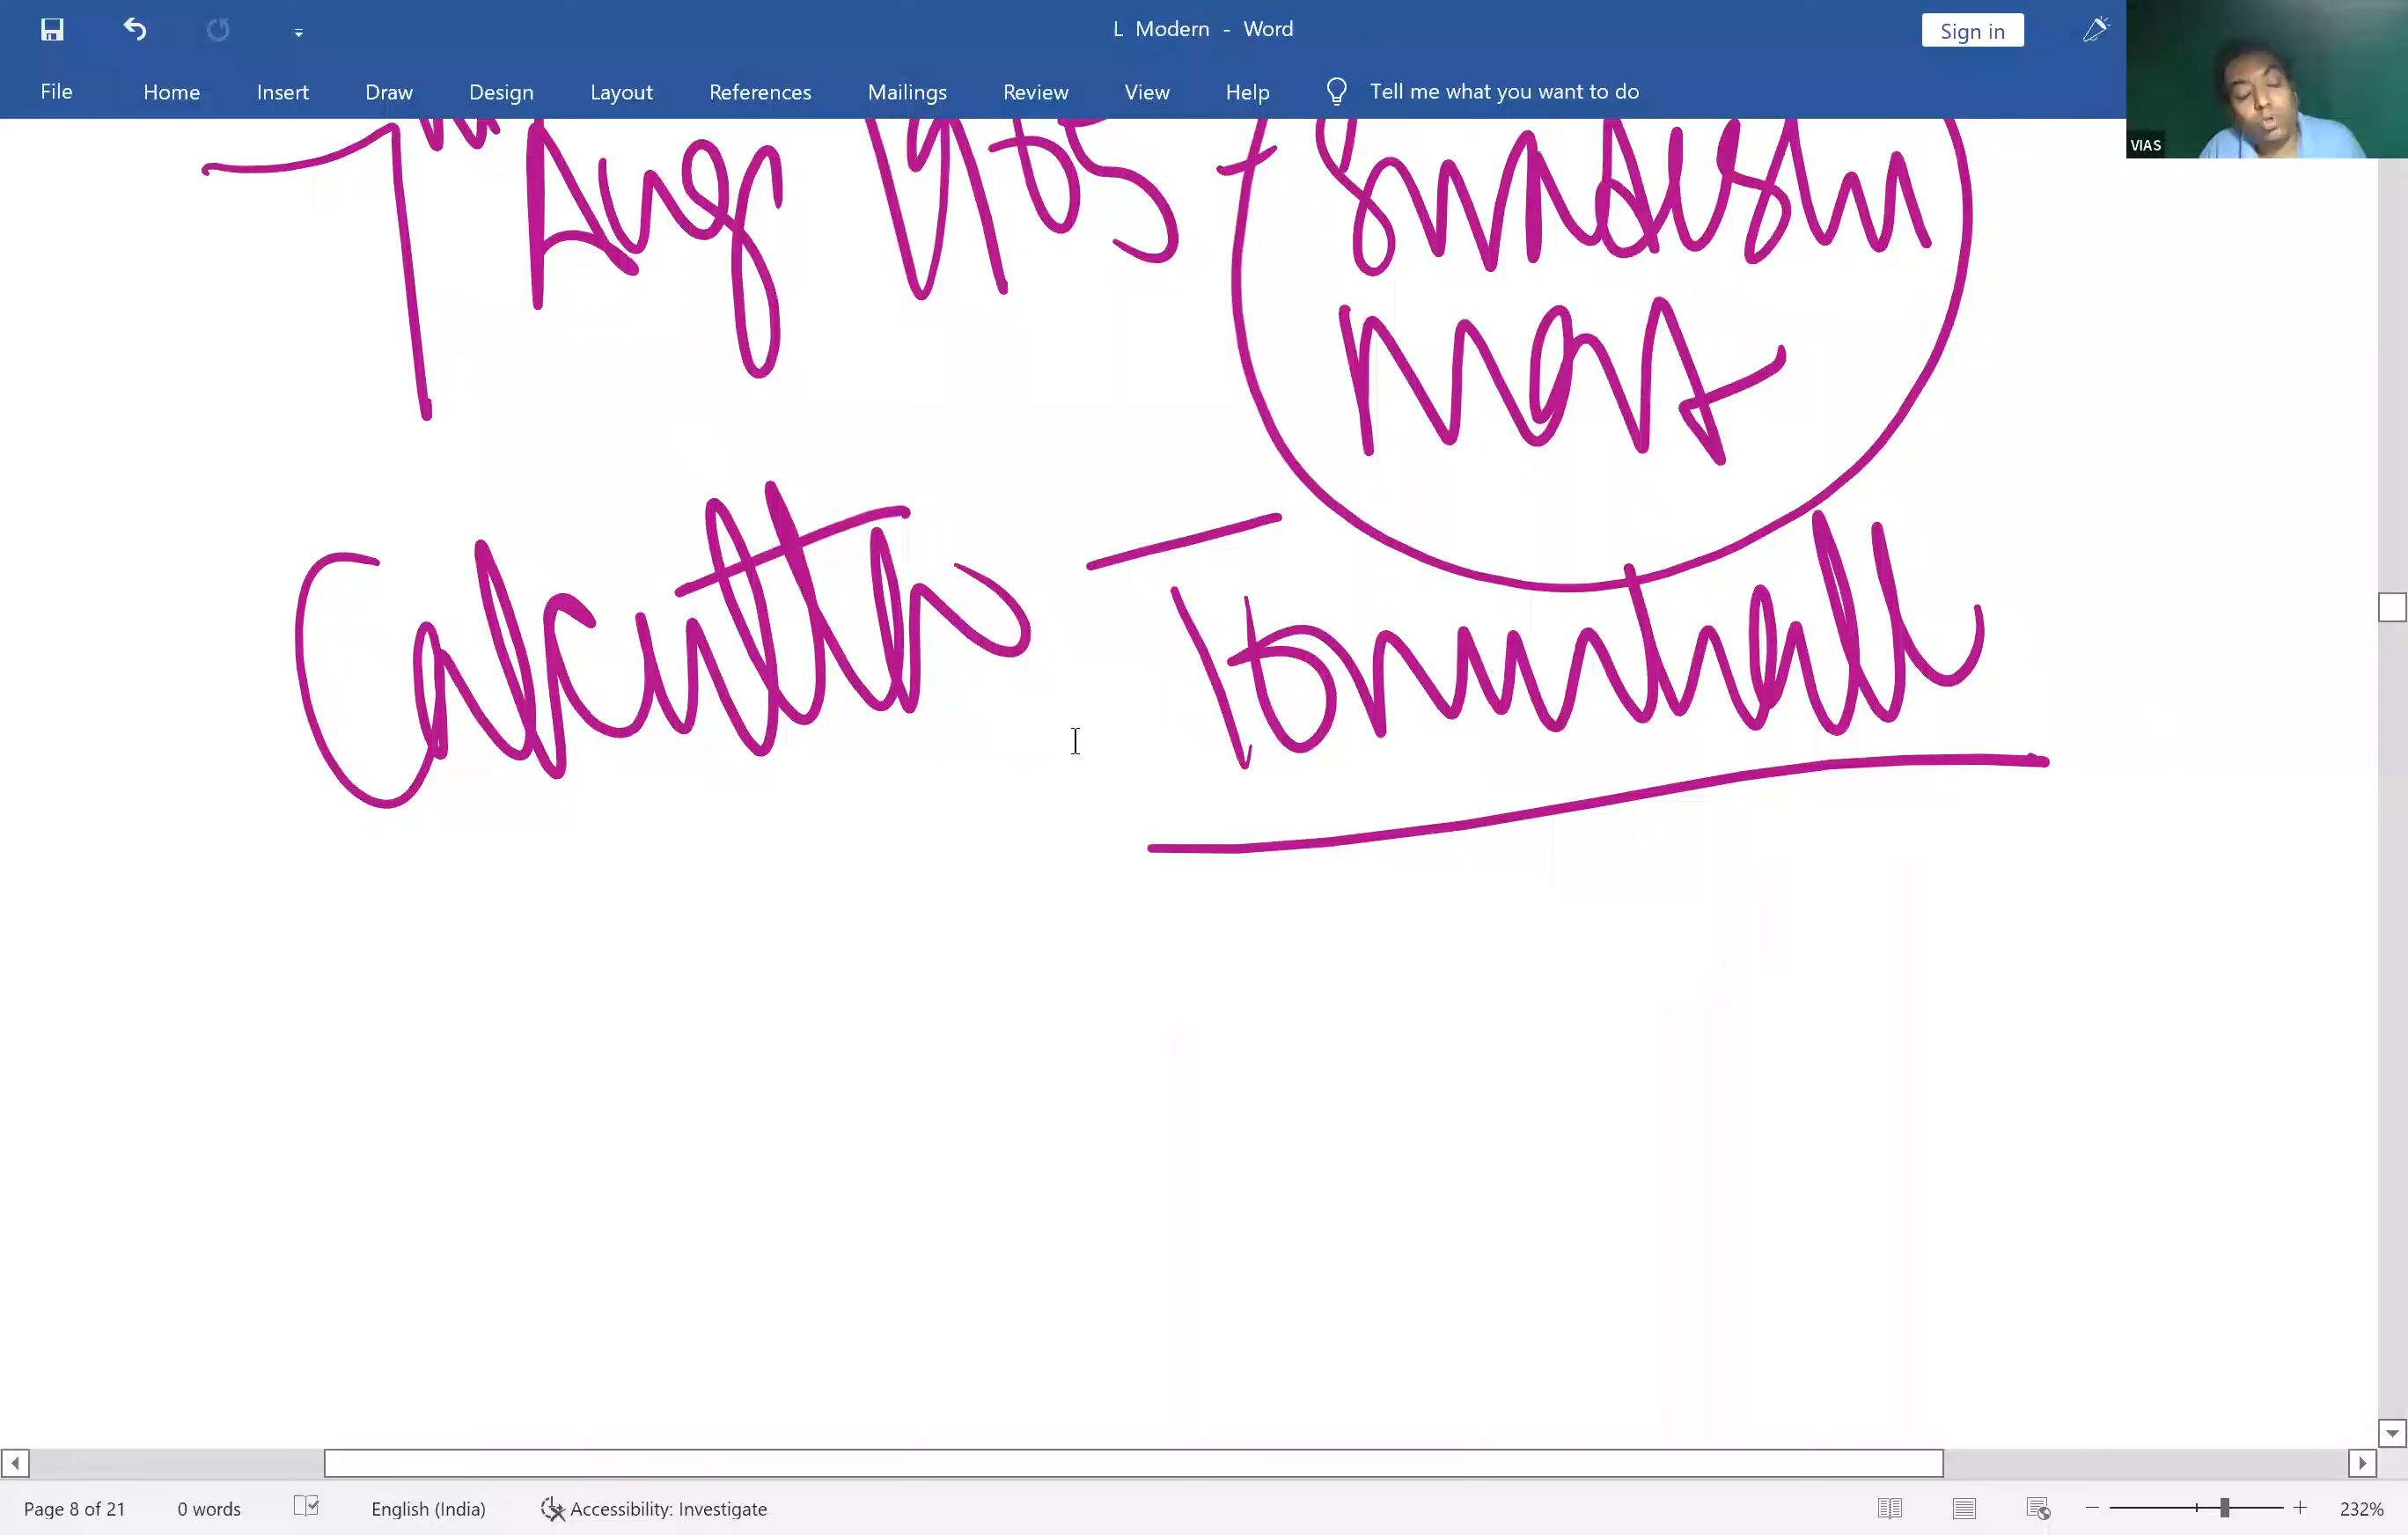 L Modern - Word
Sign in
VIAS
File Home Insert Draw Design Layout References Mailings Review View Help Tell me what you want to do
7th Aug 1905 - Swadeshi
Mov
Calcutta Townhall
Page 8 of 21 0 words English (India) Accessibility: Investigate 232%